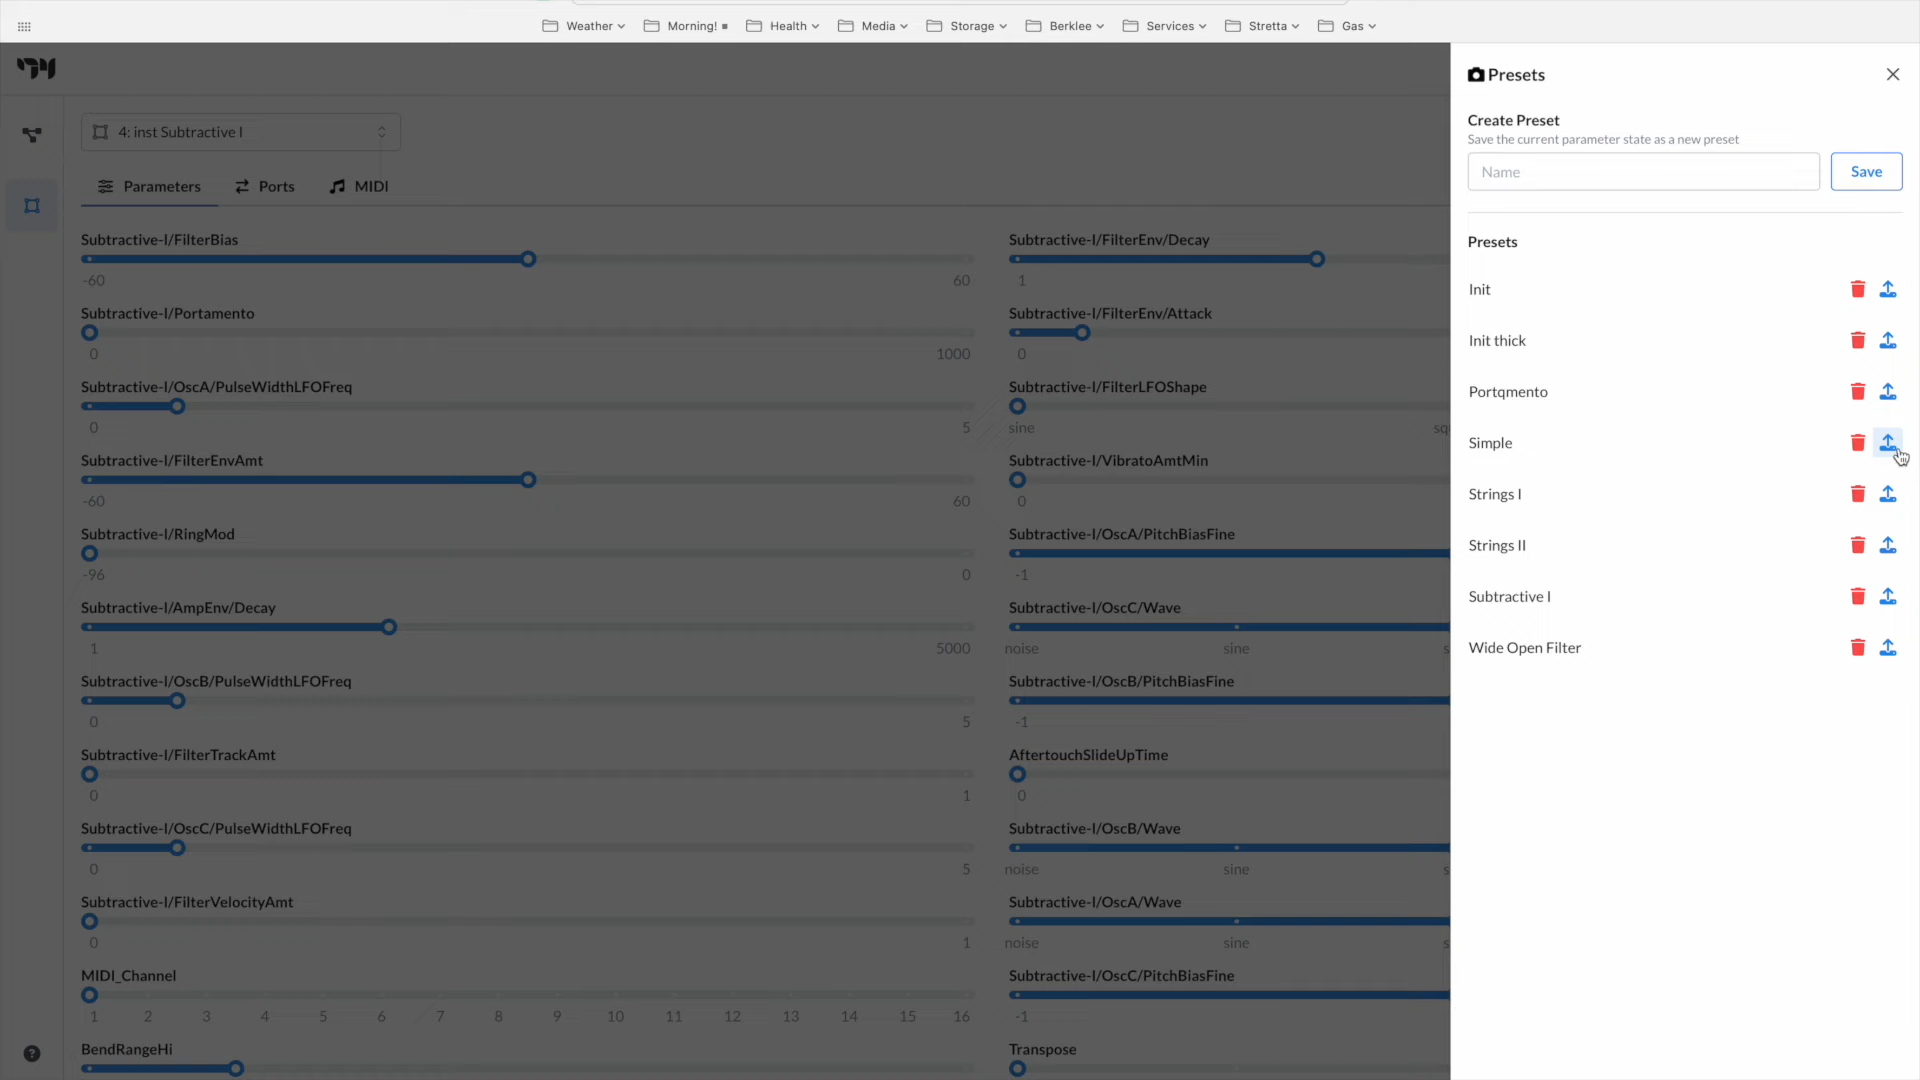 Weather
Morning!
Health
Media
Storage
Berklee
Services
Stretta
Gas
4: inst Subtractive I
Parameters
Ports
MIDI
Subtractive-I/FilterBias
-60 60
Subtractive-I/Portamento
0 1000
Subtractive-I/OscA/PulseWidthLFOFreq
0 5
Subtractive-I/FilterEnvAmt
-60 60
Subtractive-I/RingMod
-96 0
Subtractive-I/AmpEnv/Decay
1 5000
Subtractive-I/OscB/PulseWidthLFOFreq
0 5
Subtractive-I/FilterTrackAmt
0 1
Subtractive-I/OscC/PulseWidthLFOFreq
0 5
Subtractive-I/FilterVelocityAmt
0 1
MIDI_Channel
1 2 3 4 5 6 7 8 9 10 11 12 13 14 15 16
BendRangeHi
Subtractive-I/FilterEnv/Decay
1
Subtractive-I/FilterEnv/Attack
0
Subtractive-I/FilterLFOShape
sine squ
Subtractive-I/VibratoAmtMin
0
Subtractive-I/OscA/PitchBiasFine
-1
Subtractive-I/OscC/Wave
noise sine s
Subtractive-I/OscB/PitchBiasFine
-1
AftertouchSlideUpTime
0
Subtractive-I/OscB/Wave
noise sine s
Subtractive-I/OscA/Wave
noise sine s
Subtractive-I/OscC/PitchBiasFine
-1
Transpose
Presets
Create Preset
Save the current parameter state as a new preset
Name
Save
Presets
Init
Init thick
Portqmento
Simple
Strings I
Strings II
Subtractive I
Wide Open Filter